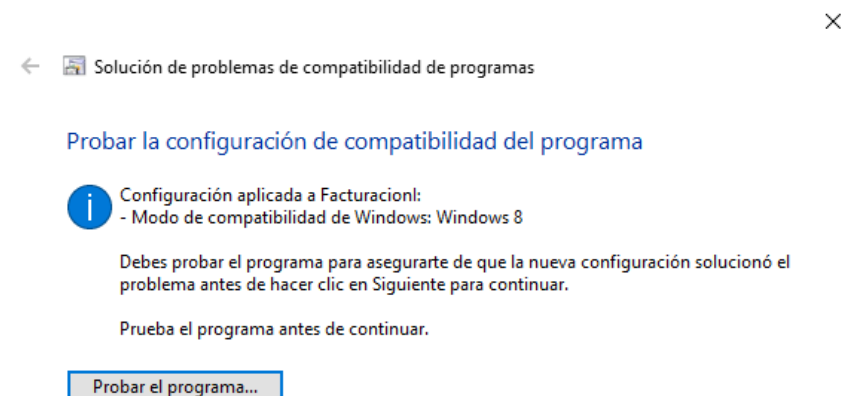 Solución de problemas de compatibilidad de programas
Probar la configuración de compatibilidad del programa
Configuración aplicada a Facturacionl:
- Modo de compatibilidad de Windows: Windows 8
Debes probar el programa para asegurarte de que la nueva configuración solucionó el
problema antes de hacer clic en Siguiente para continuar.
Prueba el programa antes de continuar.
Probar el programa...